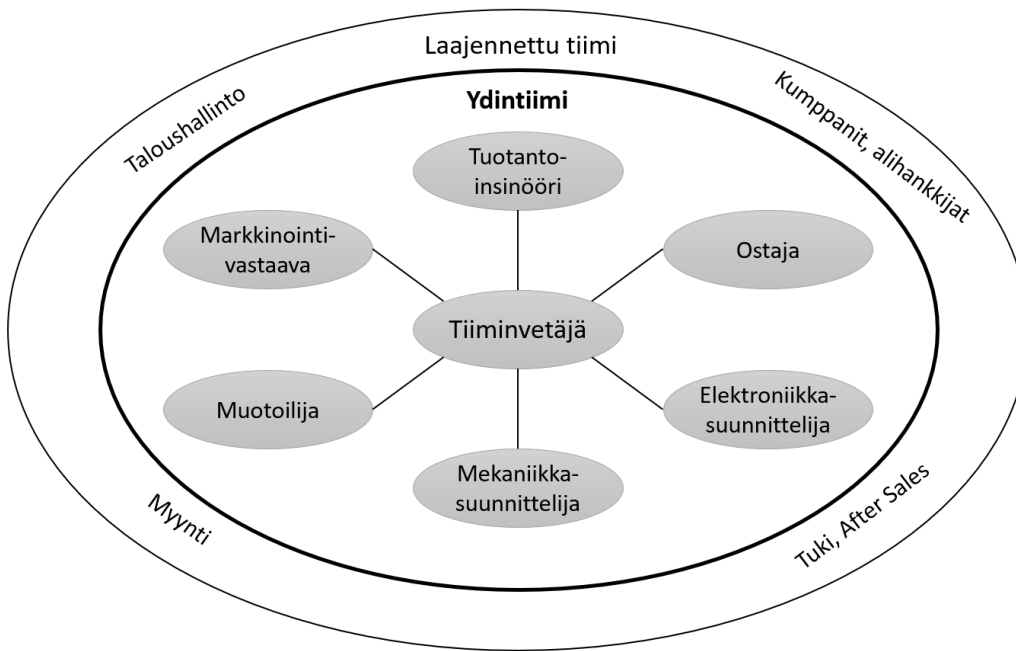 Laajennettu tiimi
Taloushallinto
Kumppanit, alihankkijat
Ydintiimi
Tuotanto-
insinööri
Markkinointi-
vastaava
Ostaja
Tiiminvetäjä
Muotoilija
Elektroniikka-
suunnittelija
Mekaniikka-
suunnittelija
Myynti
Tuki, After Sales